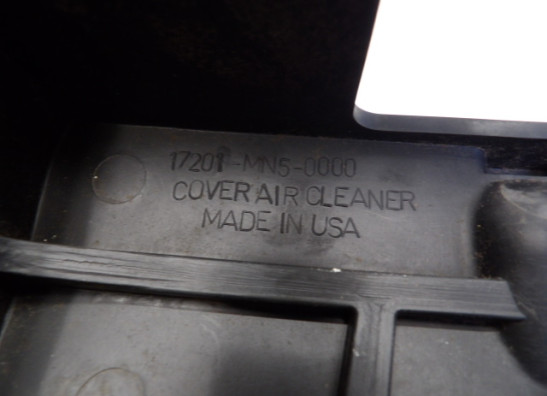 17201-MN5-0000
COVER AIR CLEANER
MADE IN USA